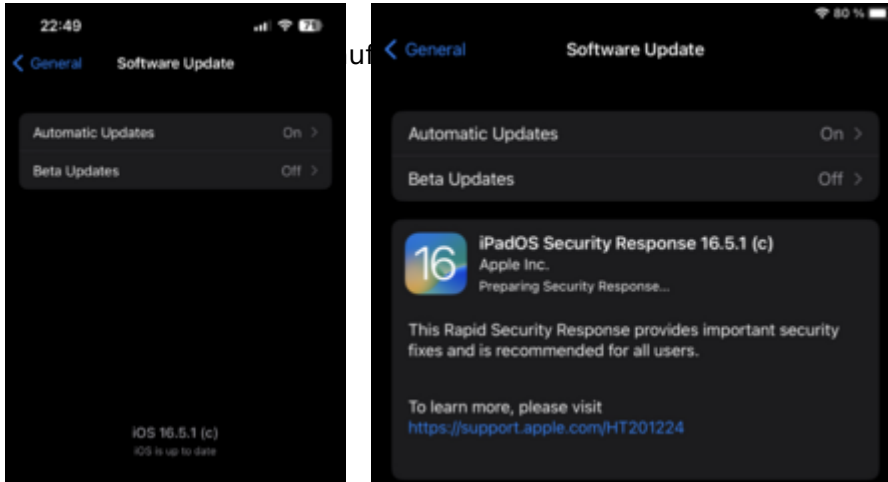 22:49
General Software Update
Automatic Updates On
Beta Updates Off
iOS 16.5.1 (c)
iOS is up to date
uf
80 %
General Software Update
Automatic Updates On
Beta Updates Off
16
iPadOS Security Response 16.5.1 (c)
Apple Inc.
Preparing Security Response...
This Rapid Security Response provides important security
fixes and is recommended for all users.
To learn more, please visit
https://support.apple.com/HT201224